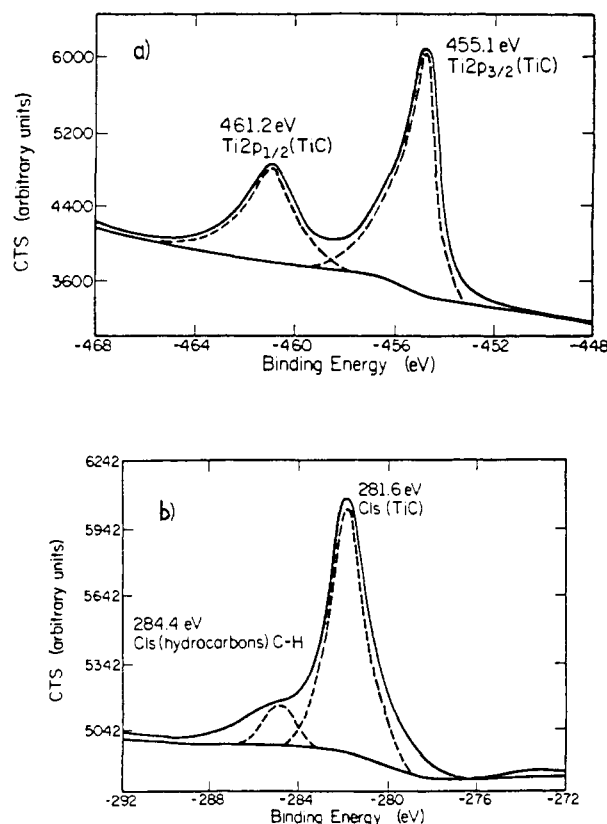 a)
455.1 eV
Ti2p3/2(TiC)
461.2 eV
Ti2p1/2(TiC)
CTS (arbitrary units)
6000
5200
4400
3600
-468
-464
-460
-456
-452
-448
Binding Energy (eV)
b)
281.6 eV
Cls (TiC)
284.4 eV
Cls (hydrocarbons) C-H
CTS (arbitrary units)
6242
5942
5642
5342
5042
-292
-288
-284
-280
-276
-272
Binding Energy (eV)